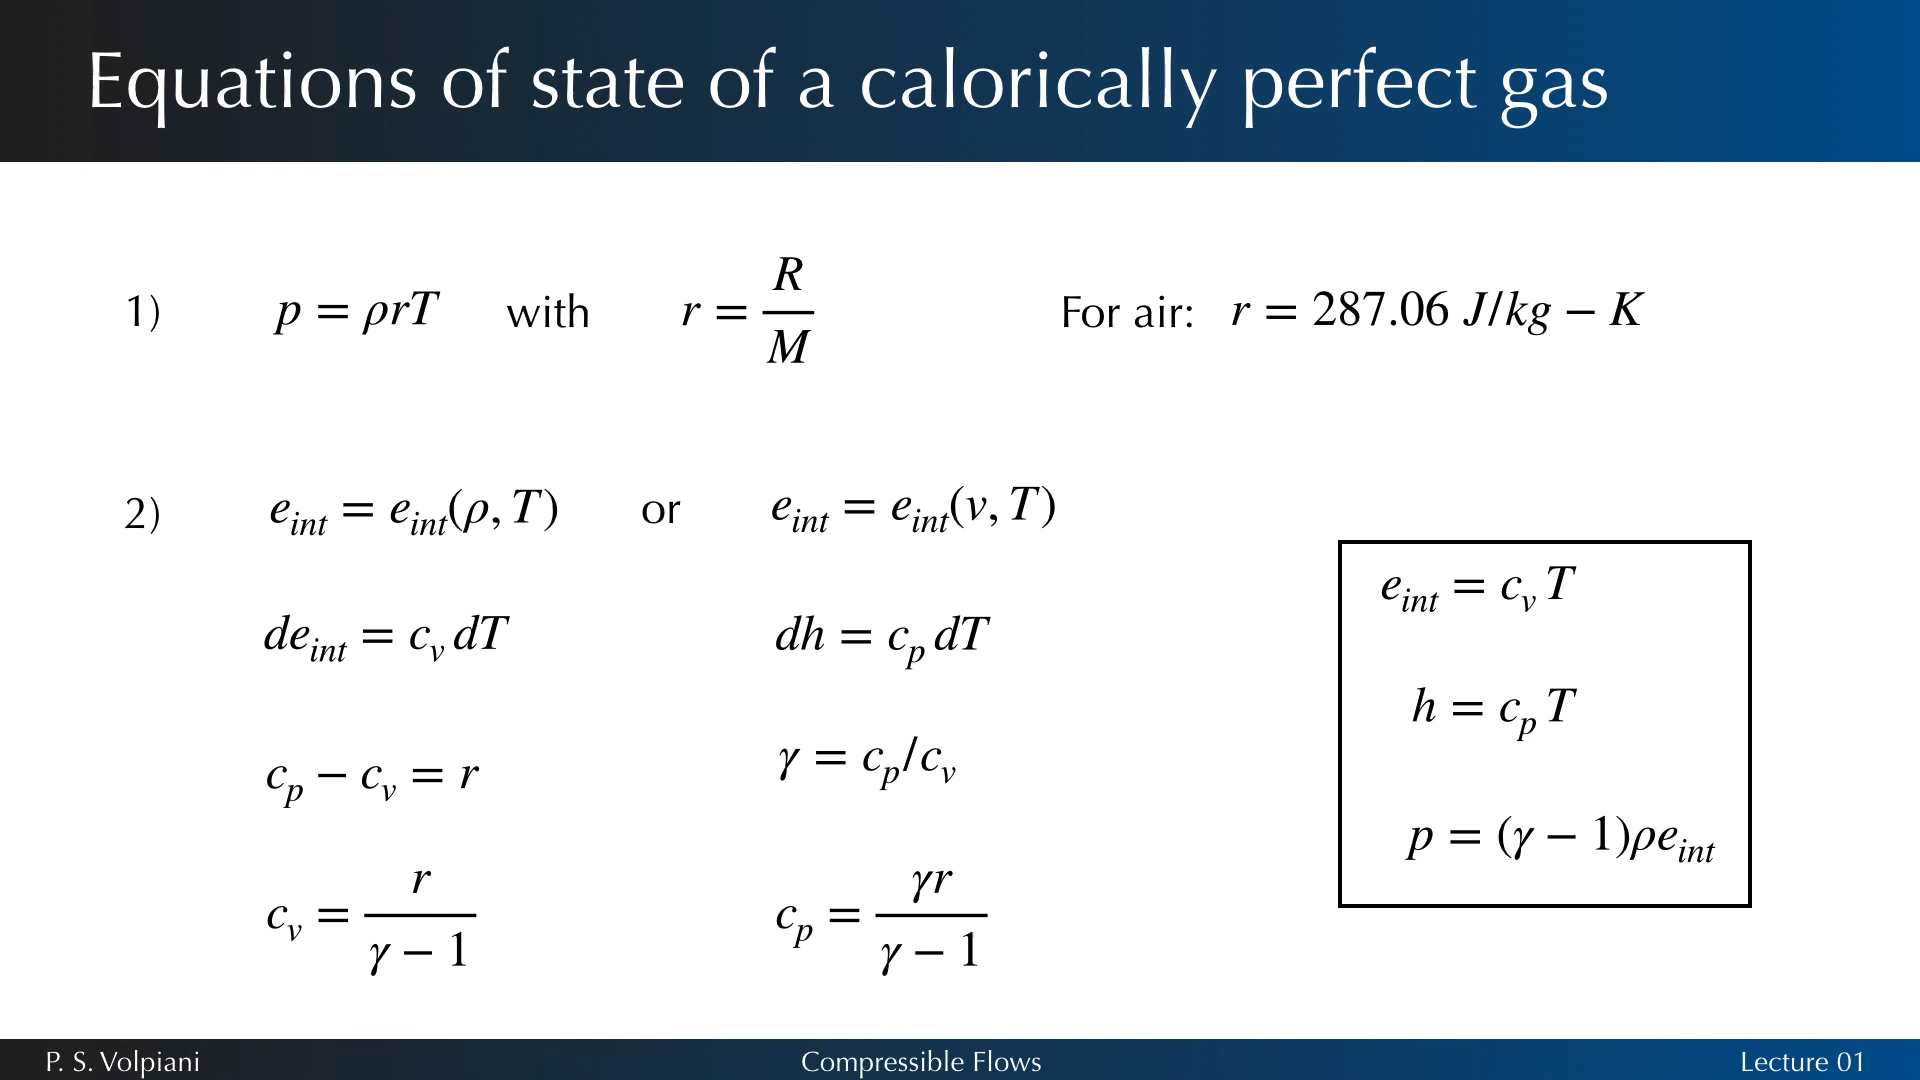 Equations of state of a calorically perfect gas
1) p = ρrT with r = R/M For air: r = 287.06 J/kg − K
2) e_int = e_int(ρ, T) or e_int = e_int(v, T)
de_int = c_v dT dh = c_p dT
c_p − c_v = r γ = c_p/c_v
c_v = r/(γ − 1) c_p = γr/(γ − 1)
e_int = c_v T
h = c_p T
p = (γ − 1)ρe_int
P. S. Volpiani Compressible Flows Lecture 01